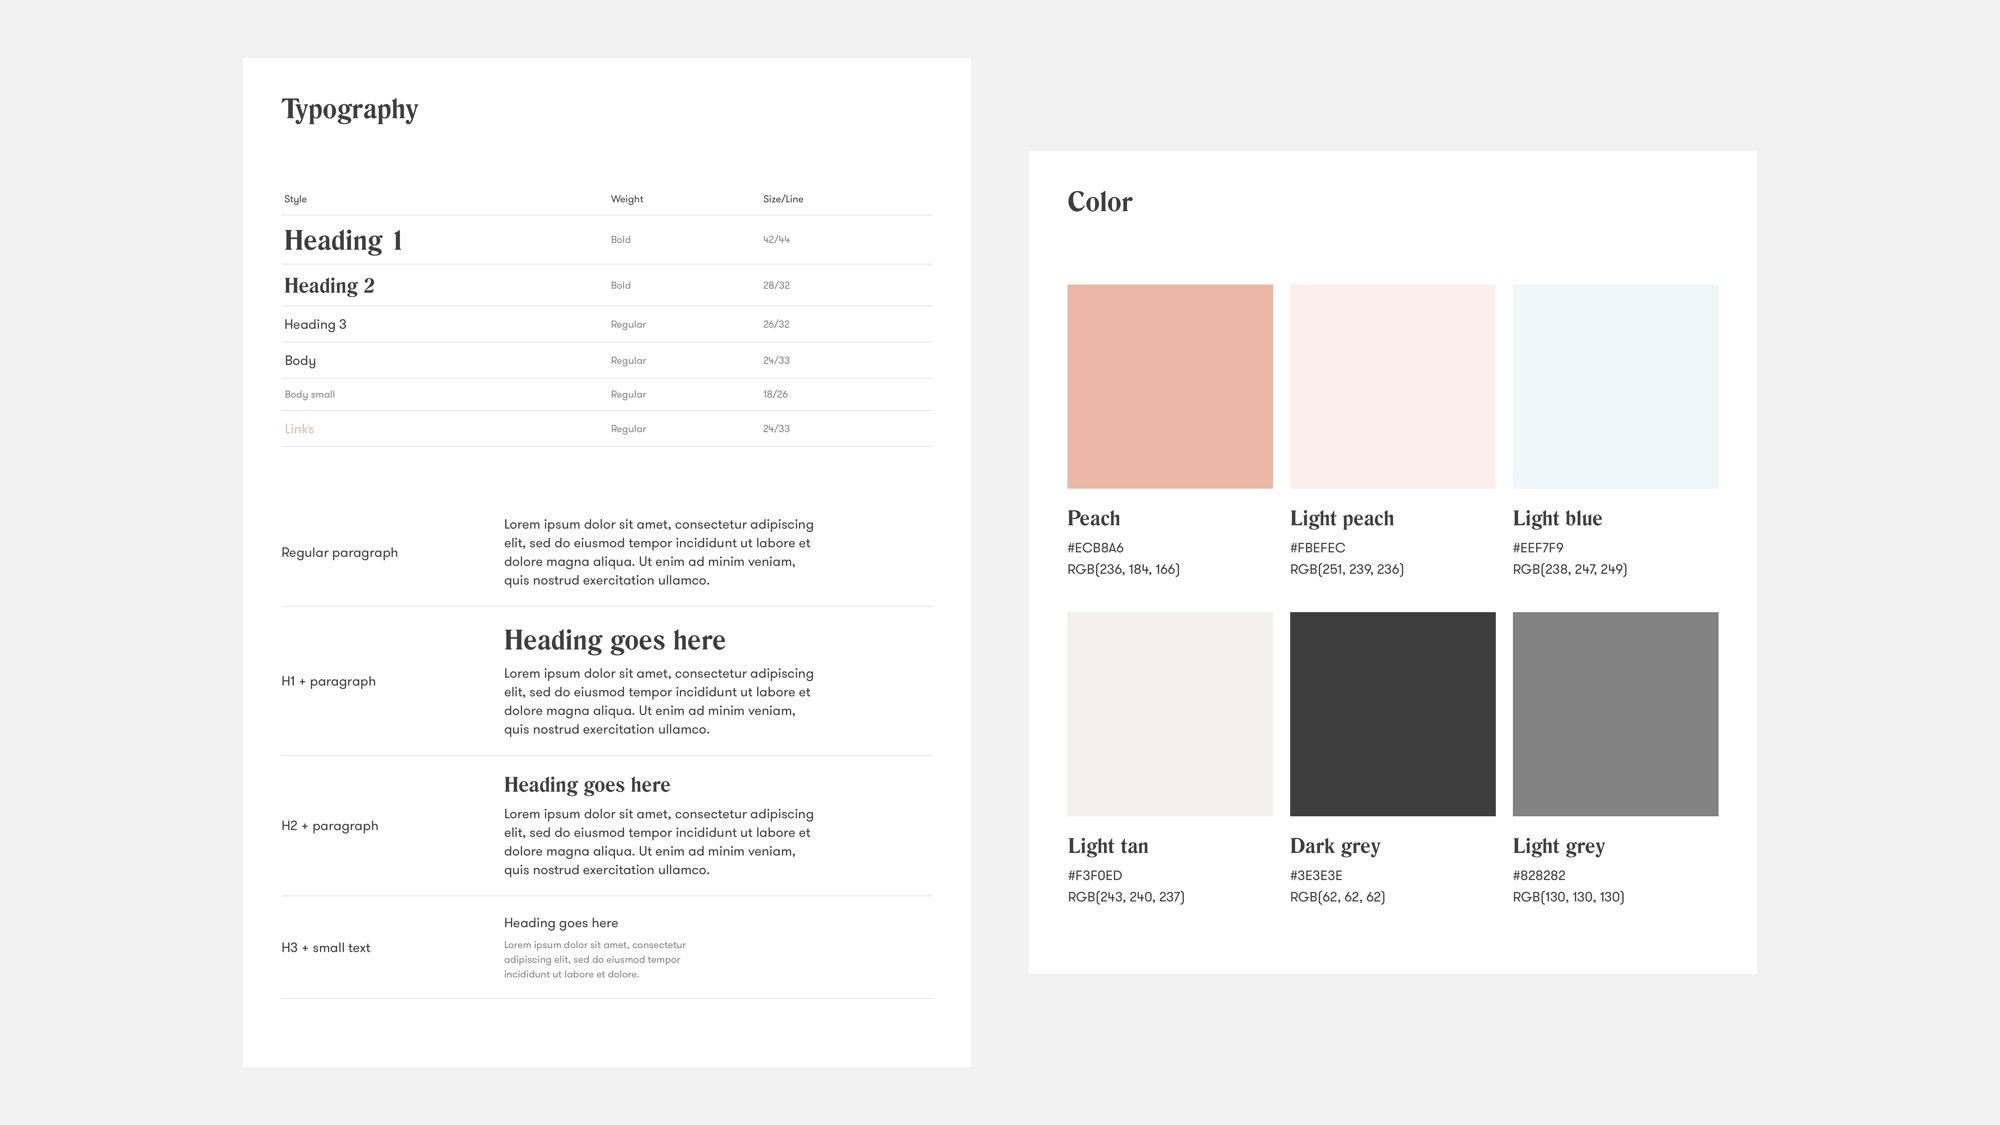 Typography
Style Weight Size/Line
Heading 1 Bold 42/44
Heading 2 Bold 28/32
Heading 3 Regular 26/32
Body Regular 24/33
Body small Regular 18/26
Links Regular 24/33
Regular paragraph
Lorem ipsum dolor sit amet, consectetur adipiscing
elit, sed do eiusmod tempor incididunt ut labore et
dolore magna aliqua. Ut enim ad minim veniam,
quis nostrud exercitation ullamco.
H1 + paragraph
Heading goes here
Lorem ipsum dolor sit amet, consectetur adipiscing
elit, sed do eiusmod tempor incididunt ut labore et
dolore magna aliqua. Ut enim ad minim veniam,
quis nostrud exercitation ullamco.
H2 + paragraph
Heading goes here
Lorem ipsum dolor sit amet, consectetur adipiscing
elit, sed do eiusmod tempor incididunt ut labore et
dolore magna aliqua. Ut enim ad minim veniam,
quis nostrud exercitation ullamco.
H3 + small text
Heading goes here
Lorem ipsum dolor sit amet, consectetur
adipiscing elit, sed do eiusmod tempor
incididunt ut labore et dolore.
Color
Peach
#ECB8A6
RGB(236, 184, 166)
Light peach
#FBEFEC
RGB(251, 239, 236)
Light blue
#EEF7F9
RGB(238, 247, 249)
Light tan
#F3F0ED
RGB(243, 240, 237)
Dark grey
#3E3E3E
RGB(62, 62, 62)
Light grey
#828282
RGB(130, 130, 130)